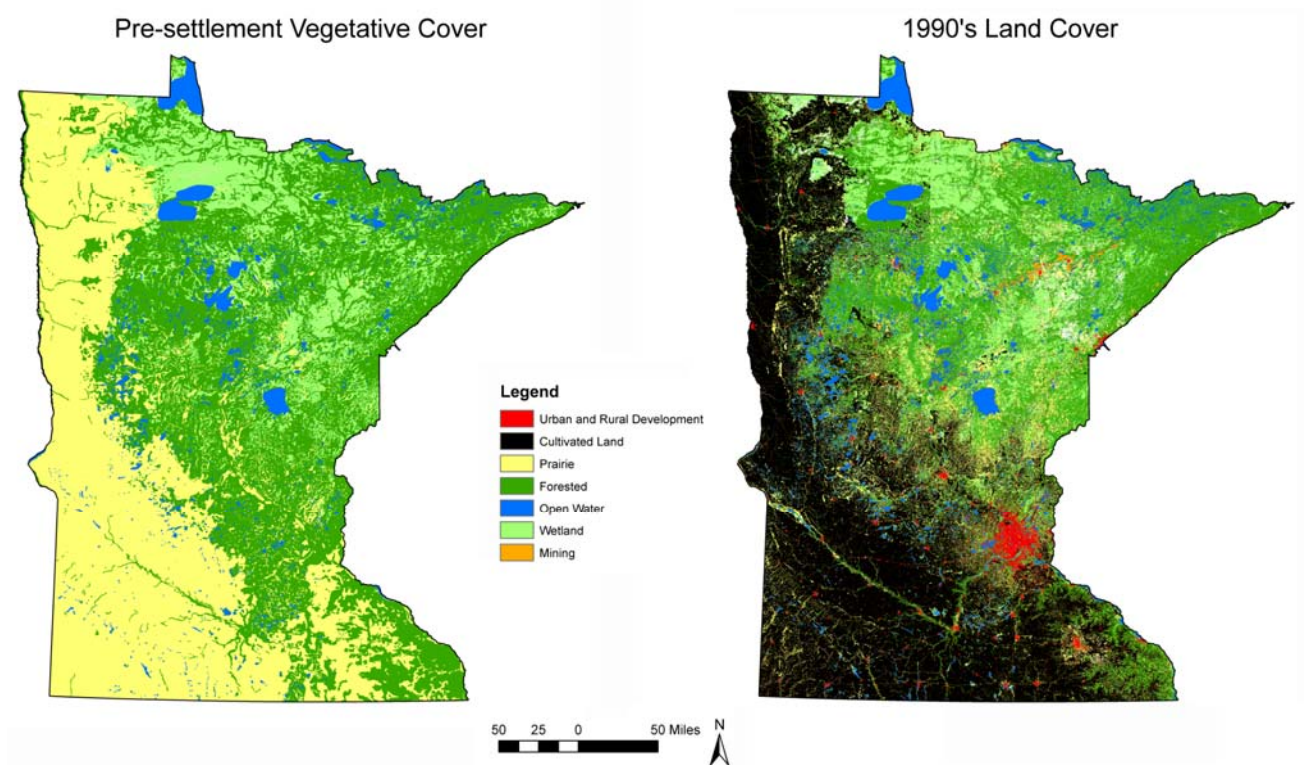 Pre-settlement Vegetative Cover
1990's Land Cover
Legend
Urban and Rural Development
Cultivated Land
Prairie
Forested
Open Water
Wetland
Mining
50 25 0 50 Miles
N